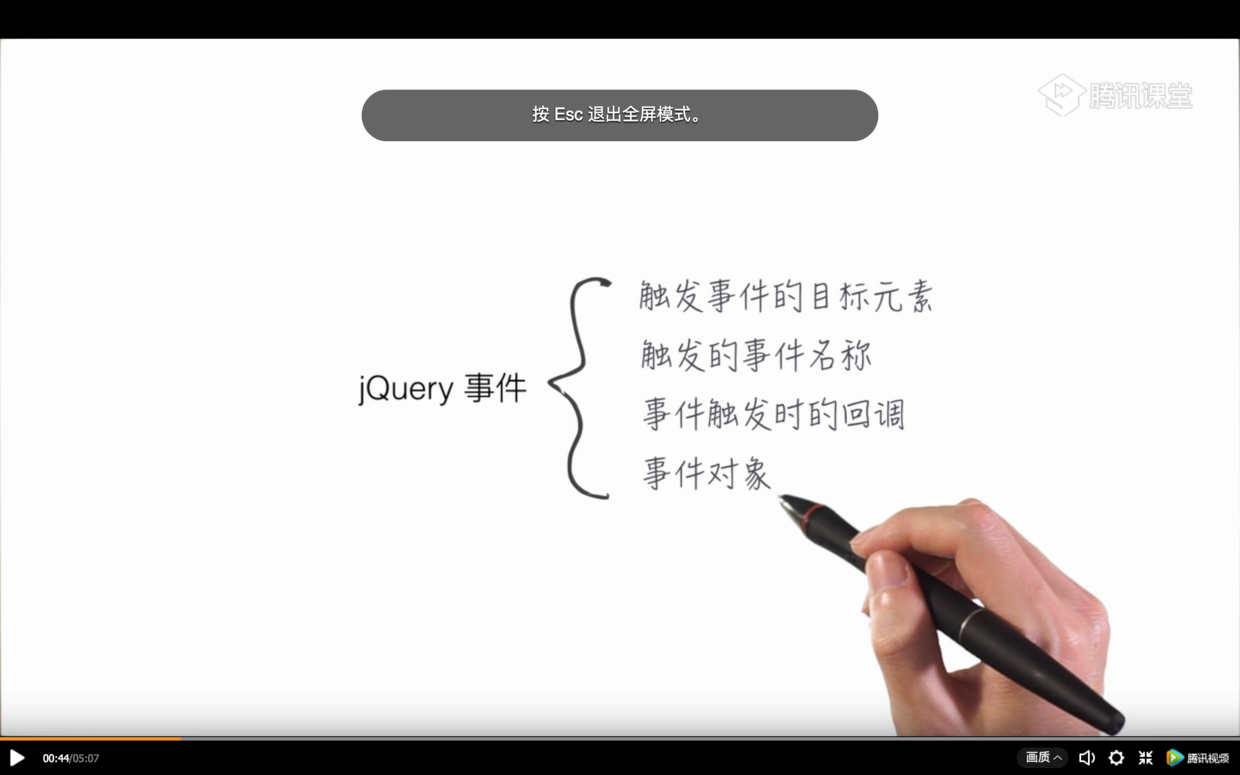 腾讯课堂
按 Esc 退出全屏模式。
触发事件的目标元素
触发的事件名称
jQuery 事件
事件触发时的回调
事件对象
00:44/05:07
画质
腾讯视频